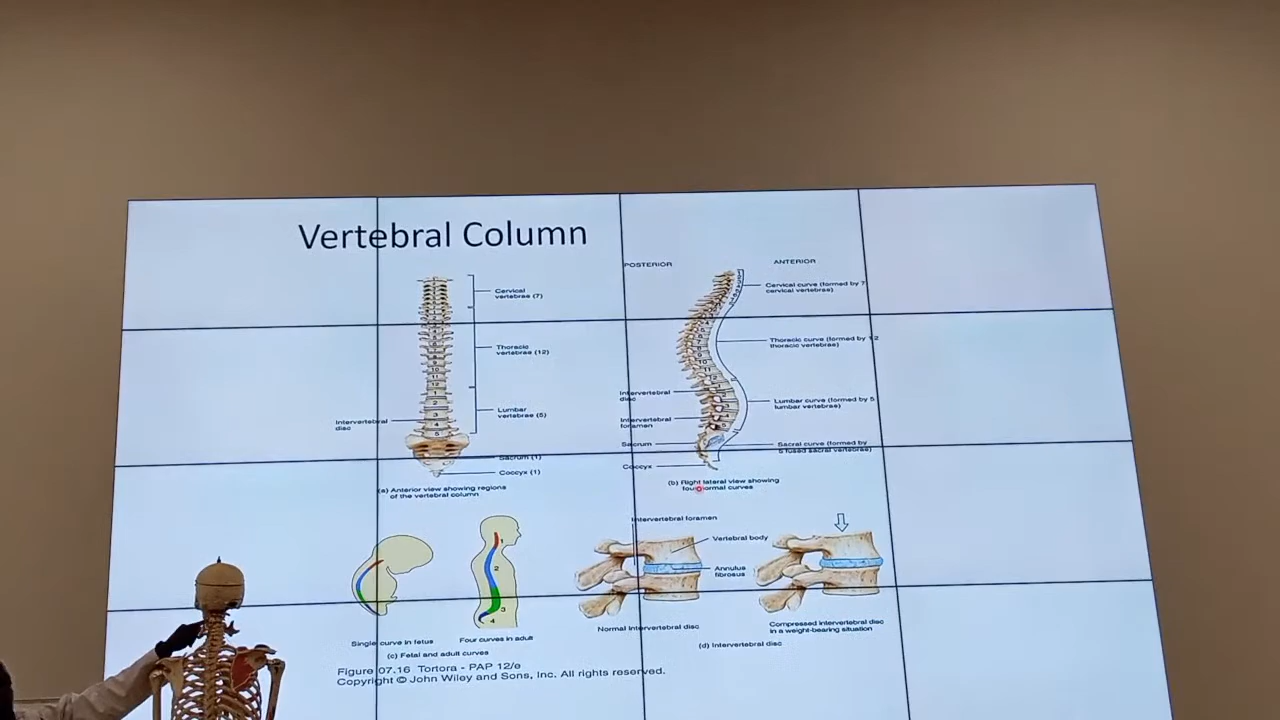 Vertebral Column
POSTERIOR
ANTERIOR
Cervical
vertebrae (7)
Thoracic
vertebrae (12)
Lumbar
vertebrae (5)
Intervertebral
disc
Sacrum (1)
Coccyx (1)
(a) Anterior view showing regions
of the vertebral column
Cervical curve (formed by 7
cervical vertebrae)
Thoracic curve (formed by 12
thoracic vertebrae)
Intervertebral
disc
Lumbar curve (formed by 5
lumbar vertebrae)
Intervertebral
foramen
Sacrum
Sacral curve (formed by
5 fused sacral vertebrae)
Coccyx
(b) Right lateral view showing
four normal curves
1
2
3
4
Single curve in fetus
Four curves in adult
(c) Fetal and adult curves
Intervertebral foramen
Vertebral body
Annulus
fibrosus
Normal intervertebral disc
Compressed intervertebral disc
in a weight-bearing situation
(d) Intervertebral disc
Figure 07.16 Tortora - PAP 12/e
Copyright © John Wiley and Sons, Inc. All rights reserved.